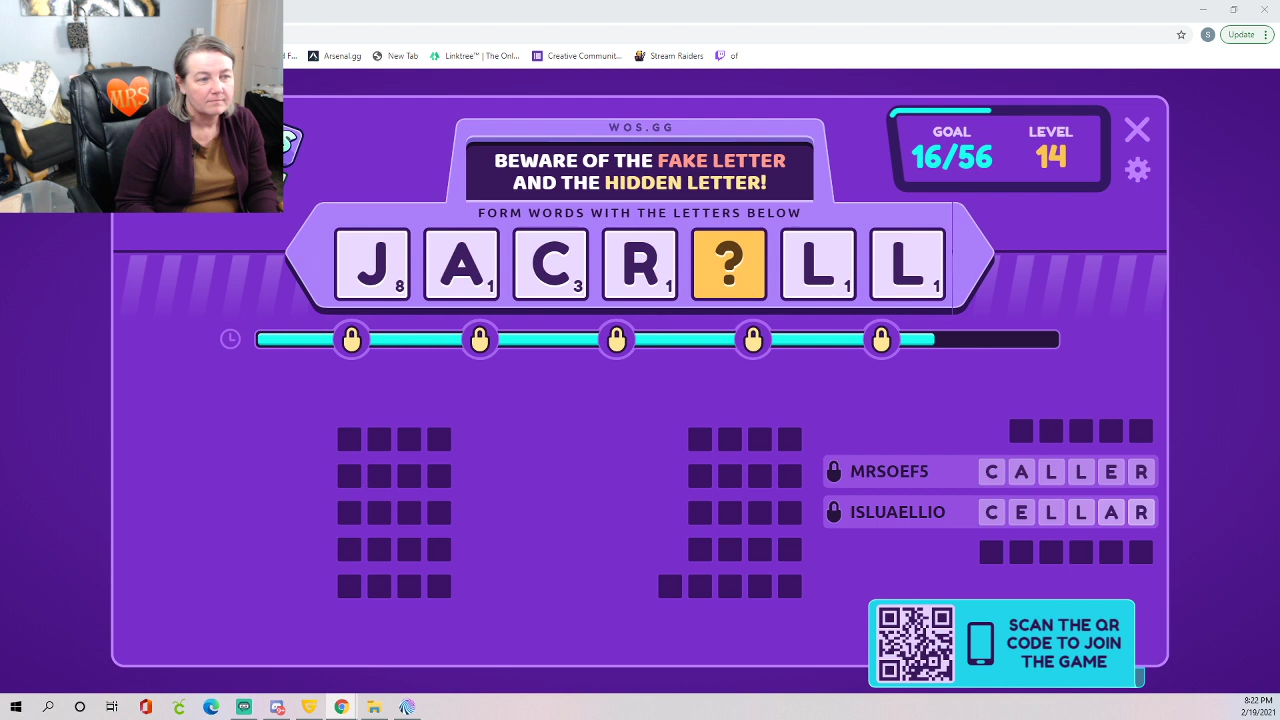 F...
Arsenal.gg
New Tab
Linktree™ | The Onl...
Creative Communit...
Stream Raiders
of
S
Update
MRS
WOS.GG
BEWARE OF THE FAKE LETTER
AND THE HIDDEN LETTER!
GOAL
LEVEL
16/56
14
FORM WORDS WITH THE LETTERS BELOW
J 8 A 1 C 3 R 1 ? L 1 L 1
MRSOEF5 CALLER
ISLUAELLIO CELLAR
SCAN THE QR
CODE TO JOIN
THE GAME
8:22 PM
2/19/2021